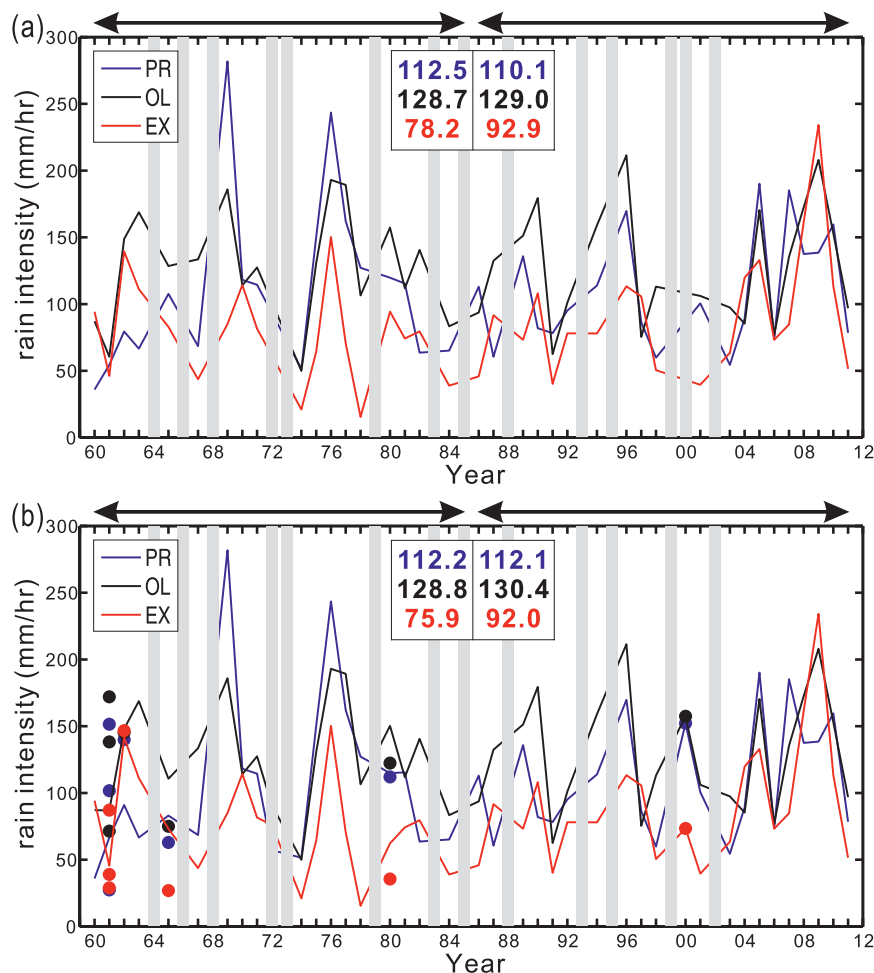 (a)
300
250
200
150
100
50
0
rain intensity (mm/hr)
PR
OL
EX
112.5 110.1
128.7 129.0
78.2 92.9
60 64 68 72 76 80 84 88 92 96 00 04 08 12
Year
(b)
300
250
200
150
100
50
0
rain intensity (mm/hr)
PR
OL
EX
112.2 112.1
128.8 130.4
75.9 92.0
60 64 68 72 76 80 84 88 92 96 00 04 08 12
Year